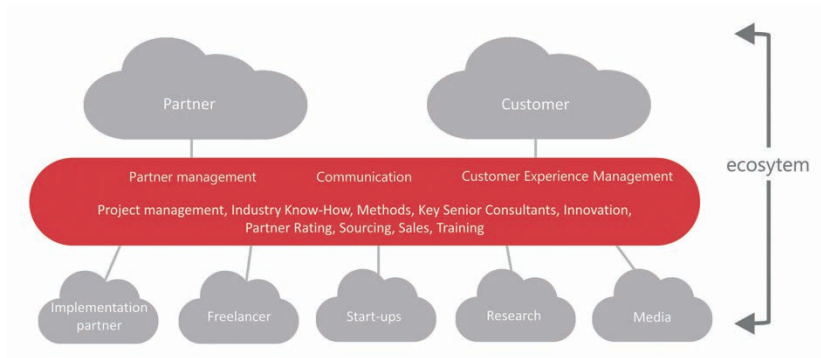 Partner
Customer
Partner management
Communication
Customer Experience Management
Project management, Industry Know-How, Methods, Key Senior Consultants, Innovation,
Partner Rating, Sourcing, Sales, Training
ecosytem
Implementation
partner
Freelancer
Start-ups
Research
Media